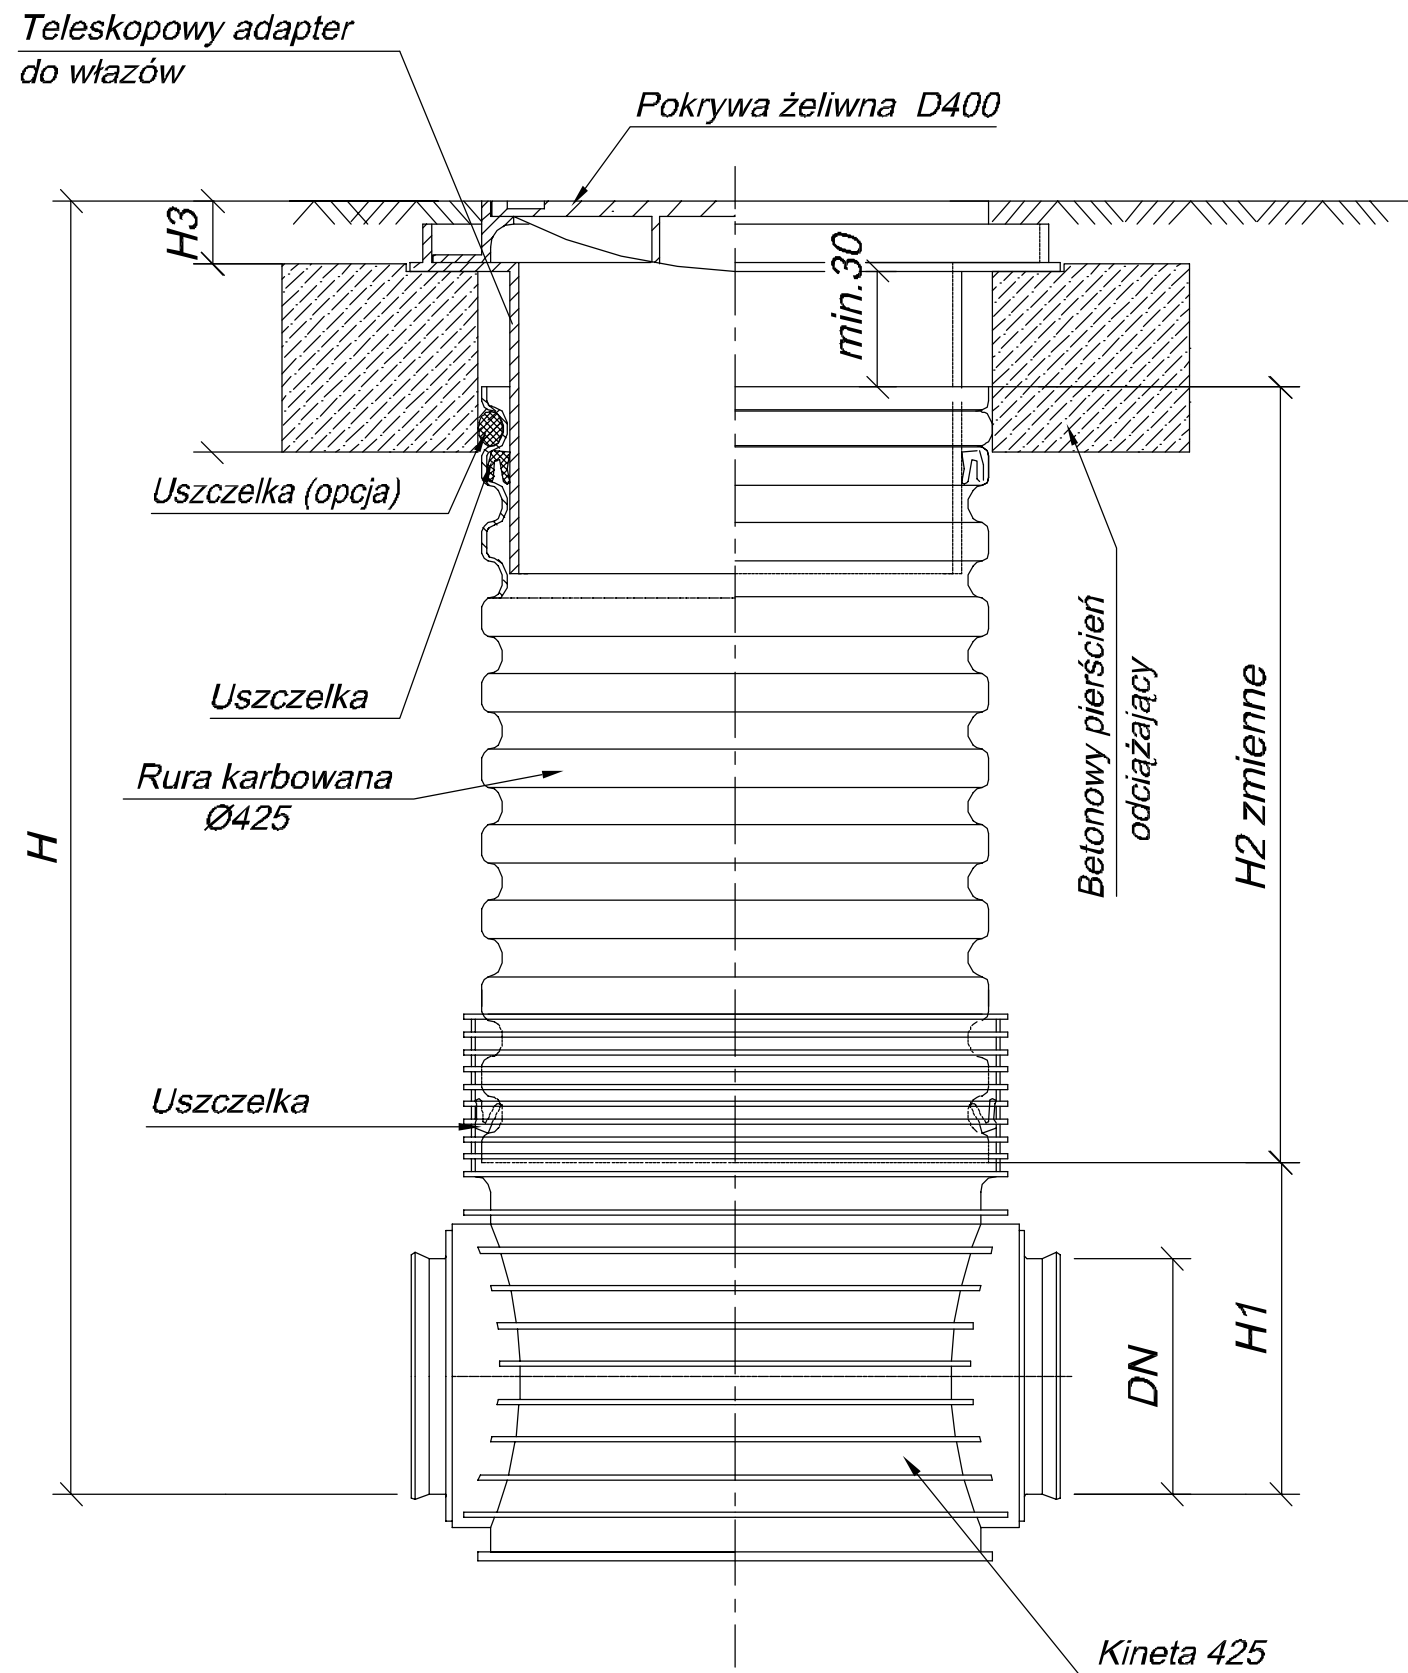 Teleskopowy adapter
do włazów
Pokrywa żeliwna D400
H3
min.30
Uszczelka (opcja)
Uszczelka
Rura karbowana
Ø425
Betonowy pierścień
odciążający
H2 zmienne
H
Uszczelka
H1
DN
Kineta 425